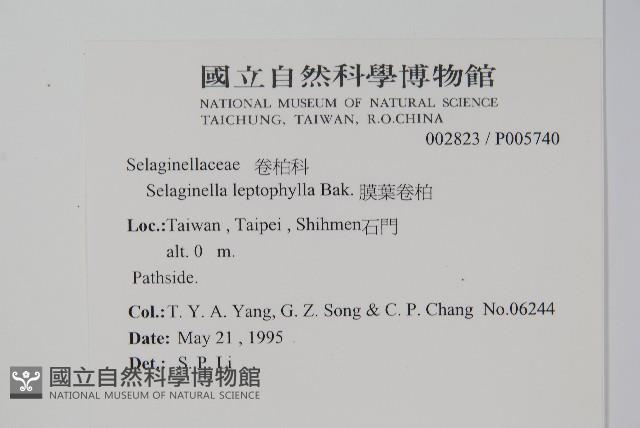 國立自然科學博物館
NATIONAL MUSEUM OF NATURAL SCIENCE
TAICHUNG, TAIWAN, R.O.CHINA
002823 / P005740
Selaginellaceae 卷柏科
Selaginella leptophylla Bak. 膜葉卷柏
Loc.:Taiwan , Taipei , Shihmen石門
alt. 0 m.
Pathside.
Col.: T. Y. A. Yang, G. Z. Song & C. P. Chang No.06244
Date: May 21 , 1995
Det.: S. P. Li
國立自然科學博物館
NATIONAL MUSEUM OF NATURAL SCIENCE